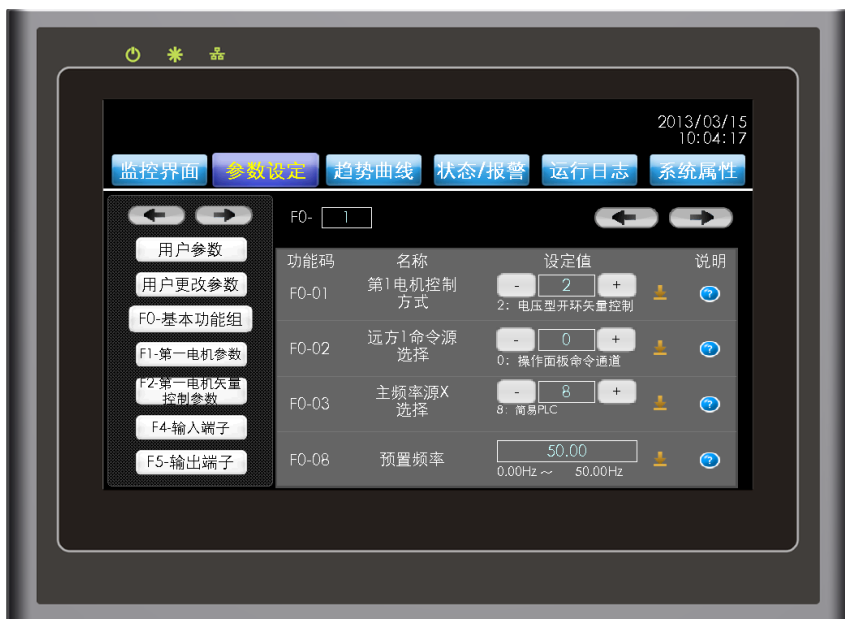 2013/03/15
10:04:17
监控界面 参数设定 趋势曲线 状态/报警 运行日志 系统属性
F0- 1
用户参数
用户更改参数
F0-基本功能组
F1-第一电机参数
F2-第一电机矢量
控制参数
F4-输入端子
F5-输出端子
功能码 名称 设定值 说明
F0-01 第1电机控制
方式 - 2 + ?
2: 电压型开环矢量控制
F0-02 远方1命令源
选择 - 0 + ?
0: 操作面板命令通道
F0-03 主频率源X
选择 - 8 + ?
8: 简易PLC
F0-08 预置频率 50.00 ?
0.00Hz～ 50.00Hz